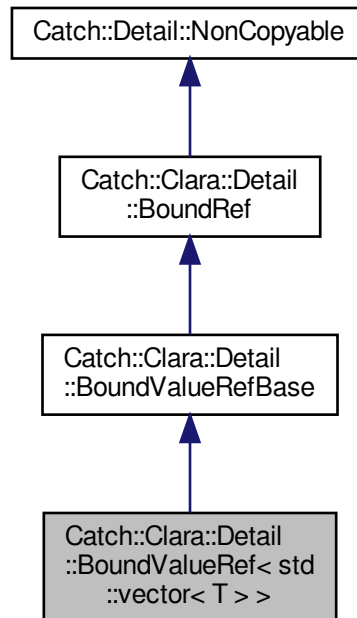 Catch::Detail::NonCopyable
Catch::Clara::Detail
::BoundRef
Catch::Clara::Detail
::BoundValueRefBase
Catch::Clara::Detail
::BoundValueRef< std
::vector< T > >